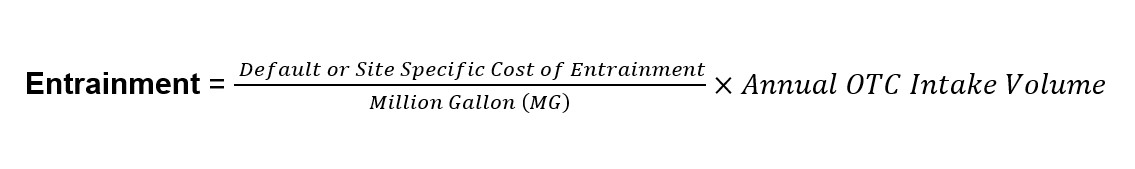 Entrainment = Default or Site Specific Cost of Entrainment / Million Gallon (MG) × Annual OTC Intake Volume